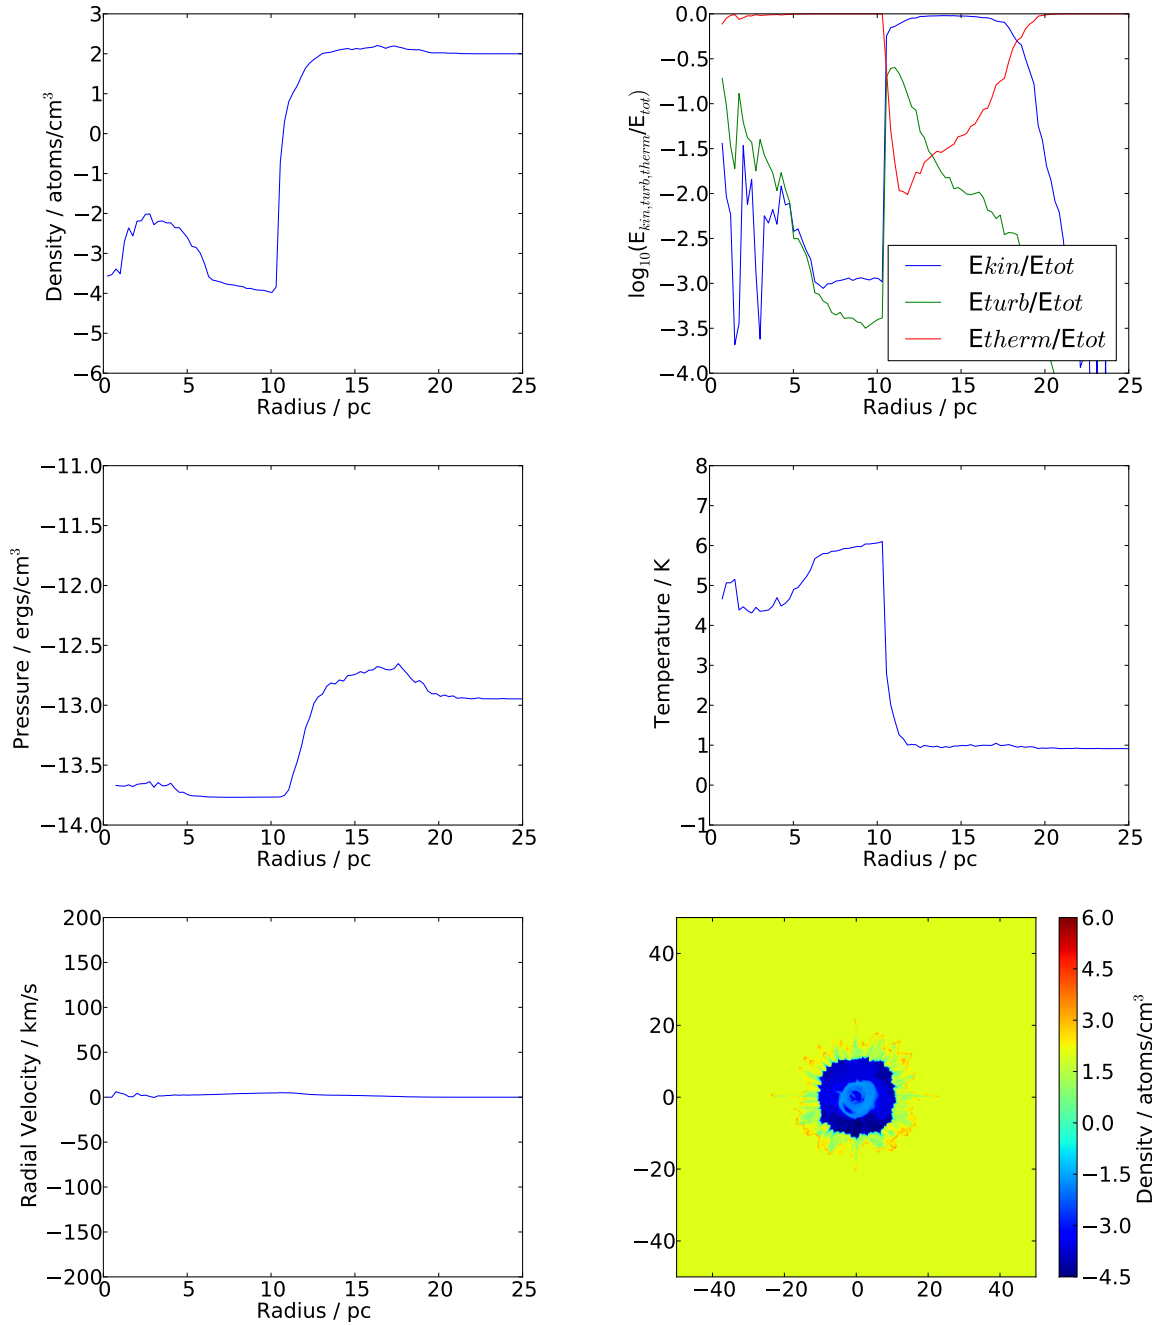 3
2
1
0
−1
−2
−3
−4
−5
−6
0 5 10 15 20 25
Radius / pc
Density / atoms/cm³
0.0
−0.5
−1.0
−1.5
−2.0
−2.5
−3.0
−3.5
−4.0
0 5 10 15 20 25
Radius / pc
log₁₀(E_kin,turb,therm/E_tot)
Ekin/Etot
Eturb/Etot
Etherm/Etot
−11.0
−11.5
−12.0
−12.5
−13.0
−13.5
−14.0
0 5 10 15 20 25
Radius / pc
Pressure / ergs/cm³
8
7
6
5
4
3
2
1
0
−1
0 5 10 15 20 25
Radius / pc
Temperature / K
200
150
100
50
0
−50
−100
−150
−200
0 5 10 15 20 25
Radius / pc
Radial Velocity / km/s
40
20
0
−20
−40
−40 −20 0 20 40
6.0
4.5
3.0
1.5
0.0
−1.5
−3.0
−4.5
Density / atoms/cm³